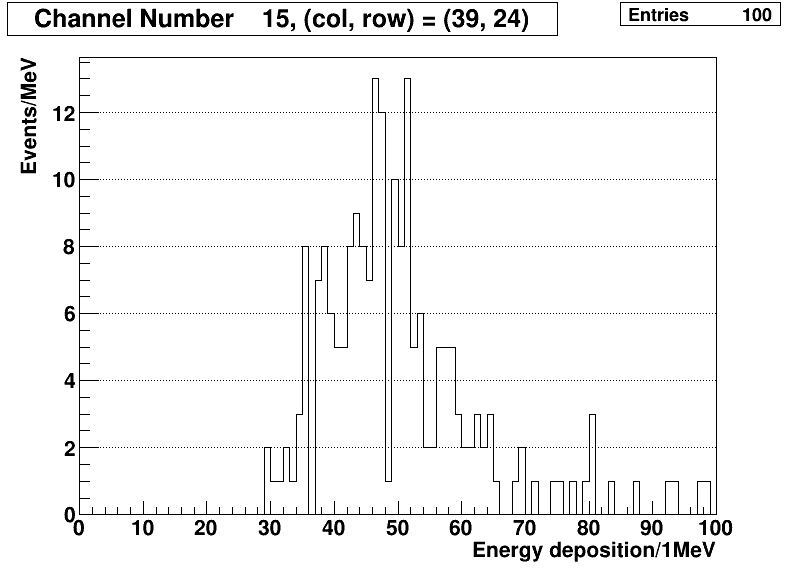 Channel Number 15, (col, row) = (39, 24)
Entries 100
Events/MeV
12
10
8
6
4
2
0
0 10 20 30 40 50 60 70 80 90 100
Energy deposition/1MeV